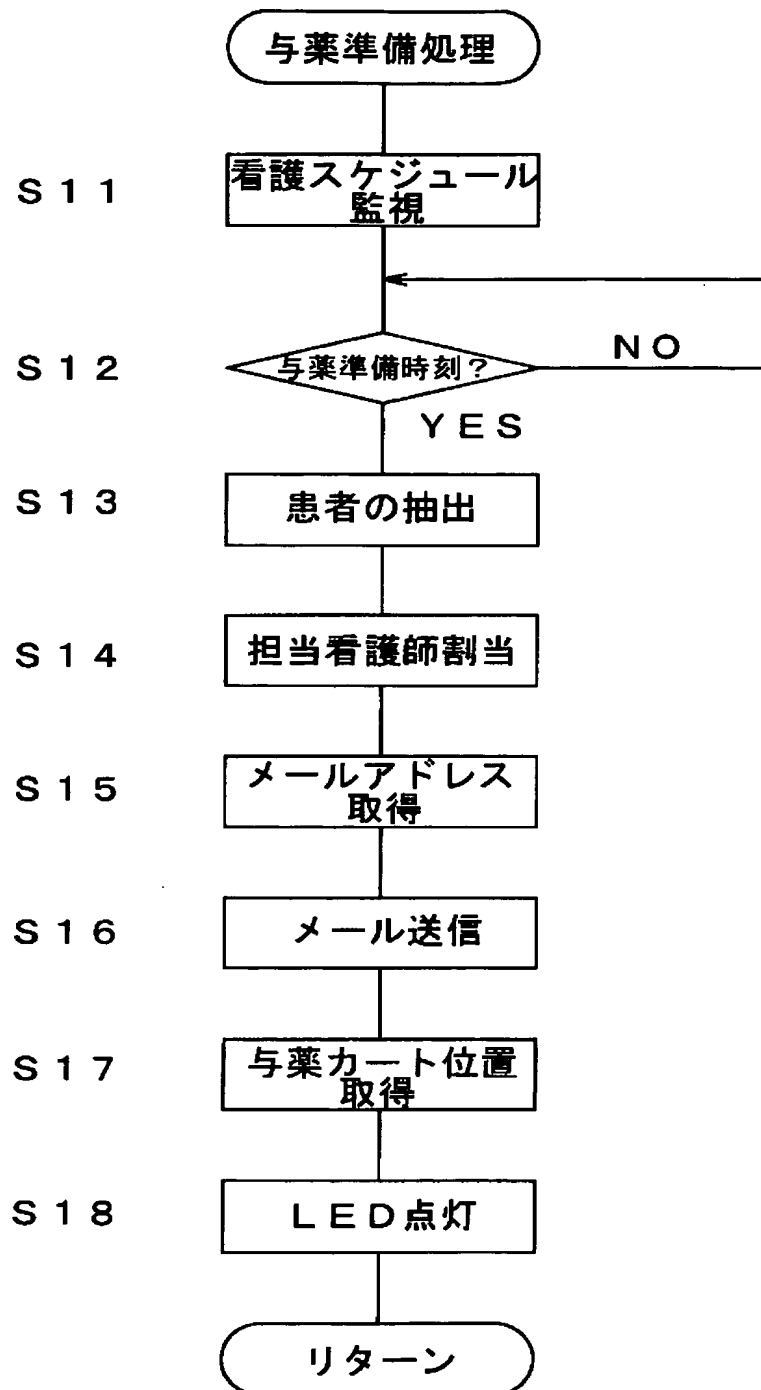 与薬準備処理
S11
看護スケジュール
監視
S12
与薬準備時刻?
NO
YES
S13
患者の抽出
S14
担当看護師割当
S15
メールアドレス
取得
S16
メール送信
S17
与薬カート位置
取得
S18
LED点灯
リターン